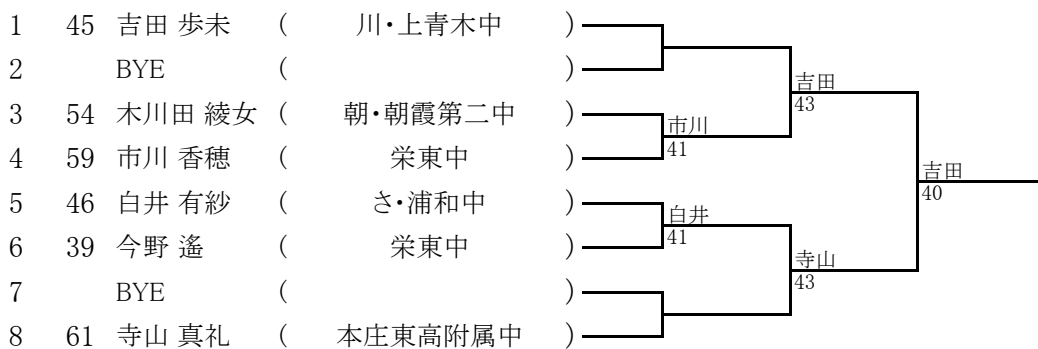 1 45 吉田 歩未 ( 川・上青木中 )
2 BYE ( )
吉田
43
3 54 木川田 綾女 ( 朝・朝霞第二中 )
市川
41
4 59 市川 香穂 ( 栄東中 )
吉田
40
5 46 白井 有紗 ( さ・浦和中 )
白井
41
6 39 今野 遙 ( 栄東中 )
寺山
43
7 BYE ( )
8 61 寺山 真礼 ( 本庄東高附属中 )